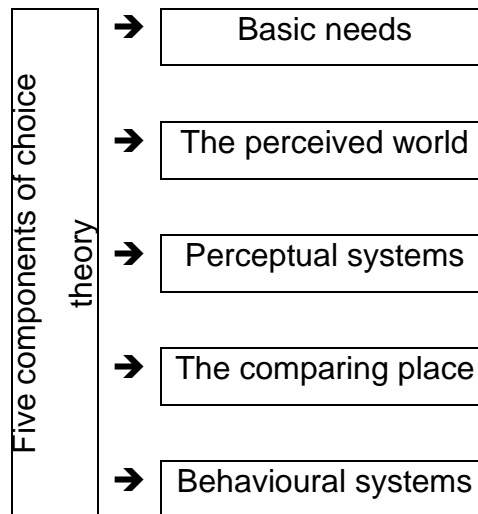 Five components of choice
theory
➔ Basic needs
➔ The perceived world
➔ Perceptual systems
➔ The comparing place
➔ Behavioural systems